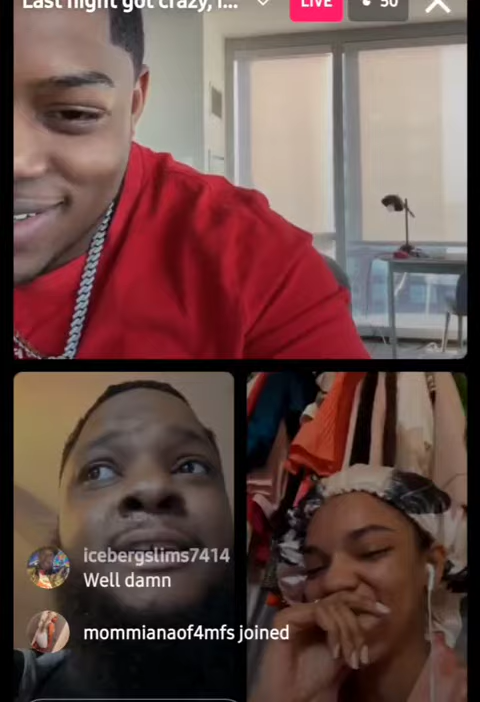 Last night got crazy, i...
LIVE
50
icebergslims7414
Well damn
mommianaof4mfs joined